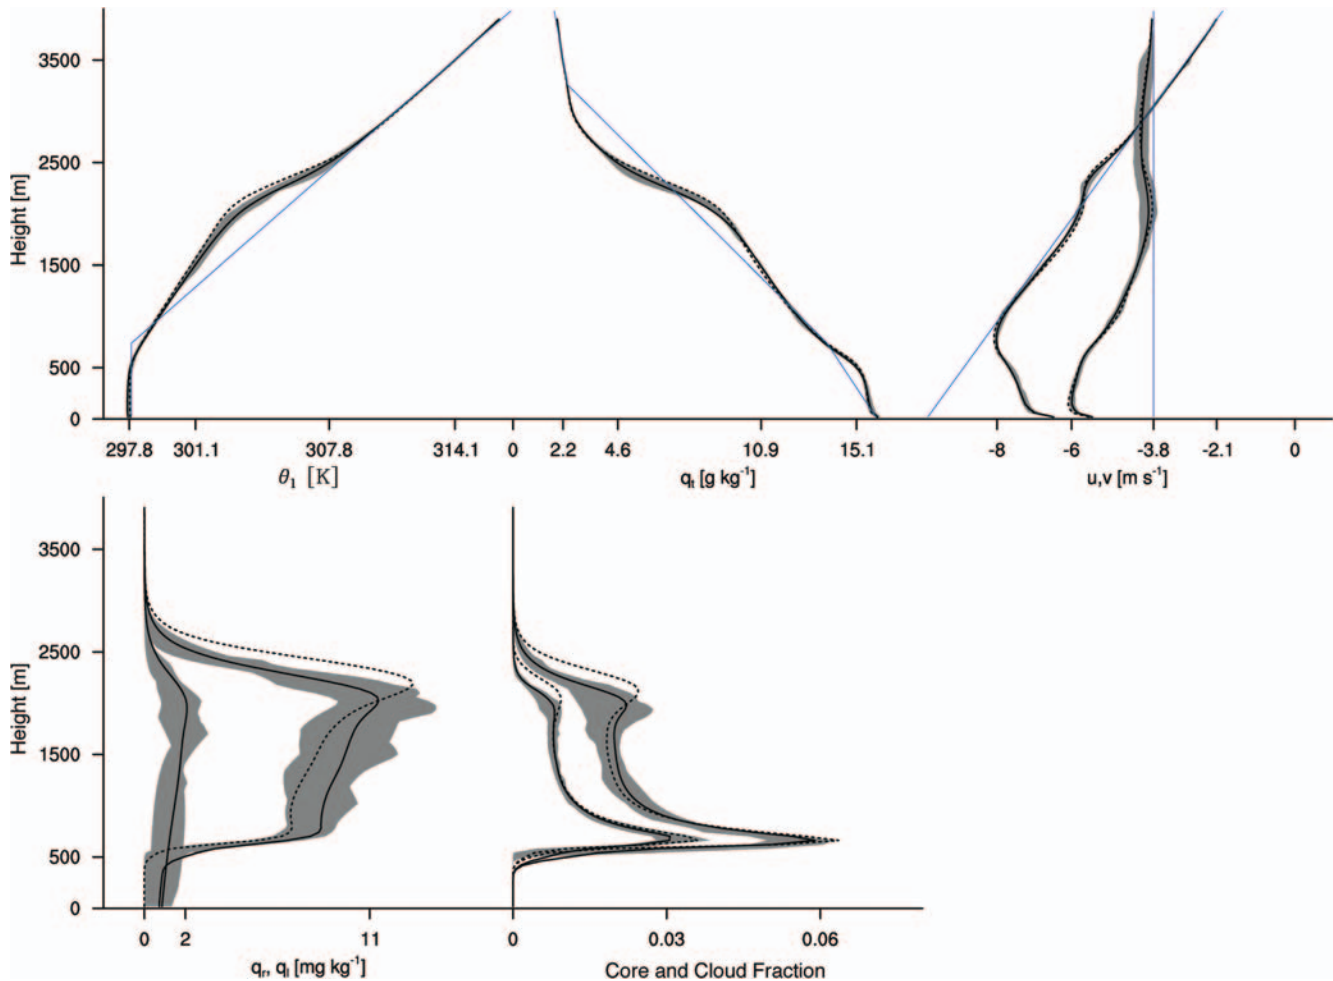 Height [m]
3500
2500
1500
500
0
297.8 301.1 307.8 314.1 0 2.2 4.6 10.9 15.1 -8 -6 -3.8 -2.1 0
θ₁ [K]
qₜ [g kg⁻¹]
u,v [m s⁻¹]
Height [m]
3500
2500
1500
500
0
0 2 11 0 0.03 0.06
qᵣ, qₗ [mg kg⁻¹]
Core and Cloud Fraction